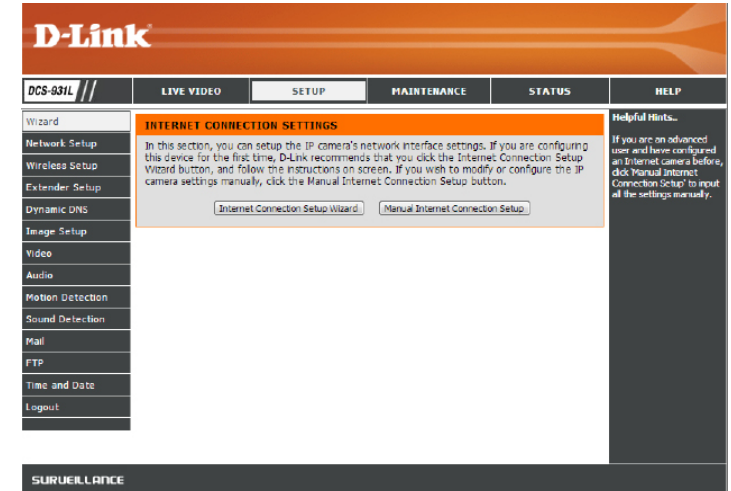 D-Link
DCS-931L
LIVE VIDEO
SETUP
MAINTENANCE
STATUS
HELP
Wizard
Network Setup
Wireless Setup
Extender Setup
Dynamic DNS
Image Setup
Video
Audio
Motion Detection
Sound Detection
Mail
FTP
Time and Date
Logout
INTERNET CONNECTION SETTINGS
In this section, you can setup the IP camera's network interface settings. If you are configuring
this device for the first time, D-Link recommends that you click the Internet Connection Setup
Wizard button, and follow the instructions on screen. If you wish to modify or configure the IP
camera settings manually, click the Manual Internet Connection Setup button.
Internet Connection Setup Wizard
Manual Internet Connection Setup
Helpful Hints..
If you are an advanced
user and have configured
an Internet camera before,
click 'Manual Internet
Connection Setup' to input
all the settings manually.
SURVEILLANCE